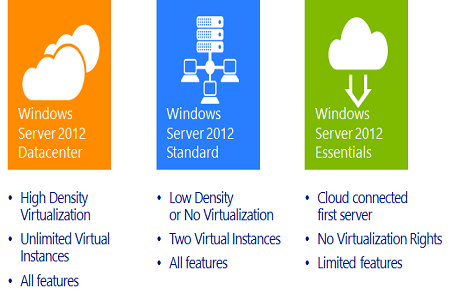 Windows
Server 2012
Datacenter
• High Density
Virtualization
• Unlimited Virtual
Instances
• All features
Windows
Server 2012
Standard
• Low Density
or No Virtualization
• Two Virtual Instances
• All features
Windows
Server 2012
Essentials
• Cloud connected
first server
• No Virtualization Rights
• Limited features